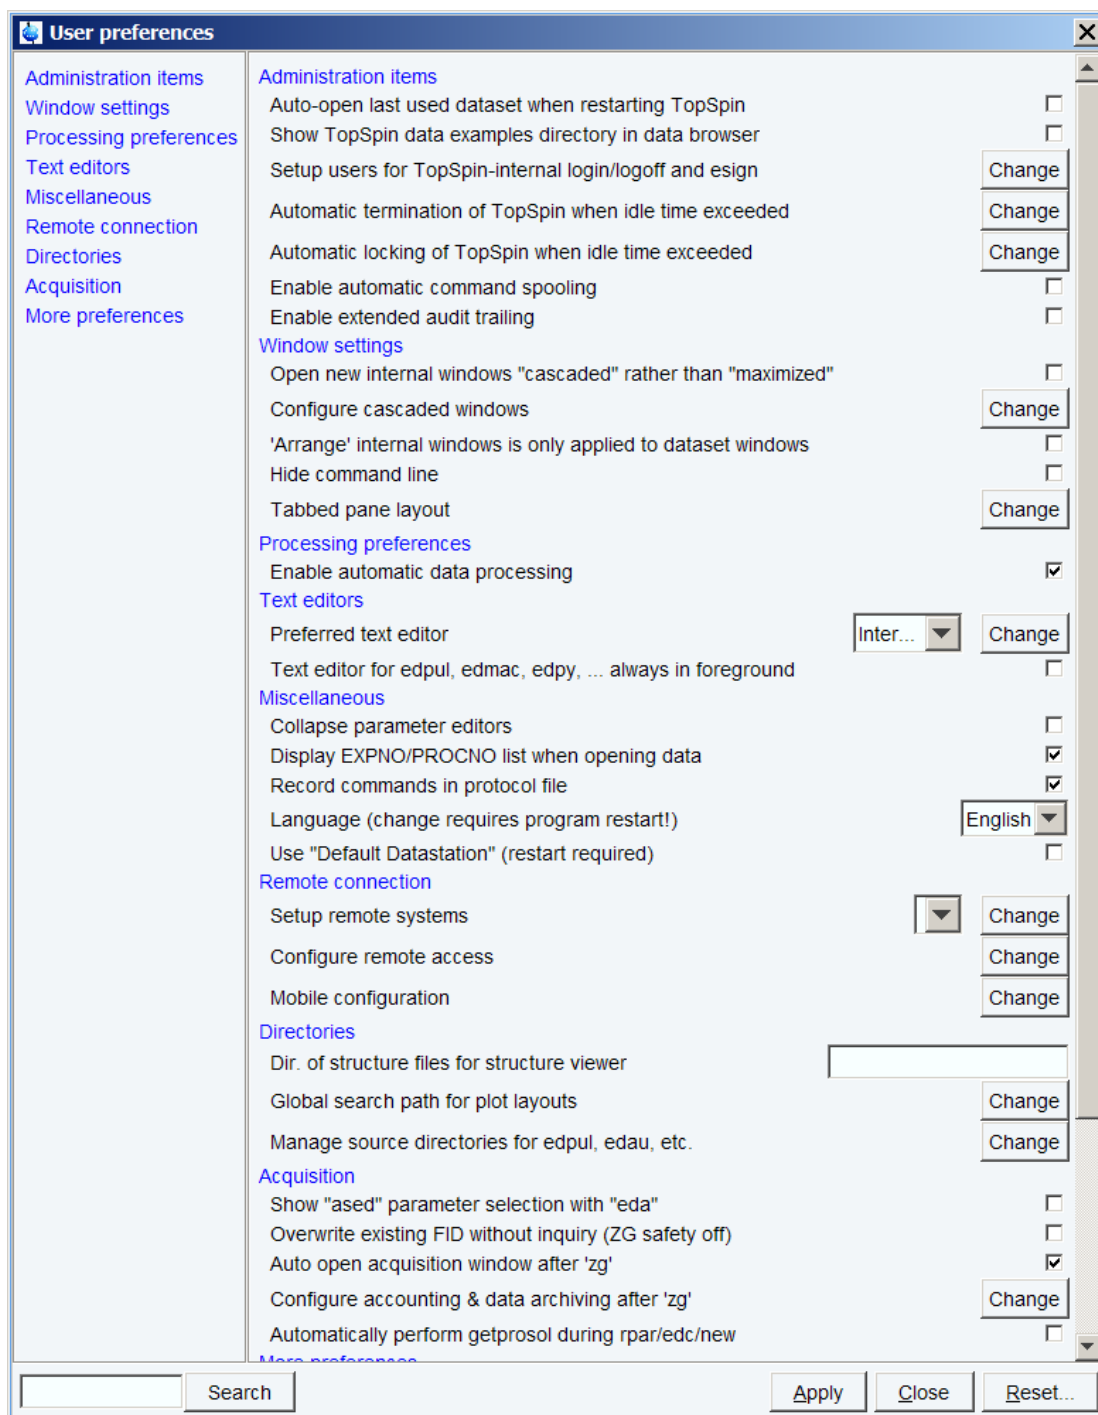 User preferences
Administration items
Window settings
Processing preferences
Text editors
Miscellaneous
Remote connection
Directories
Acquisition
More preferences
Administration items
Auto-open last used dataset when restarting TopSpin
Show TopSpin data examples directory in data browser
Setup users for TopSpin-internal login/logoff and esign Change
Automatic termination of TopSpin when idle time exceeded Change
Automatic locking of TopSpin when idle time exceeded Change
Enable automatic command spooling
Enable extended audit trailing
Window settings
Open new internal windows "cascaded" rather than "maximized"
Configure cascaded windows Change
'Arrange' internal windows is only applied to dataset windows
Hide command line
Tabbed pane layout Change
Processing preferences
Enable automatic data processing
Text editors
Preferred text editor Inter... Change
Text editor for edpul, edmac, edpy, ... always in foreground
Miscellaneous
Collapse parameter editors
Display EXPNO/PROCNO list when opening data
Record commands in protocol file
Language (change requires program restart!) English
Use "Default Datastation" (restart required)
Remote connection
Setup remote systems Change
Configure remote access Change
Mobile configuration Change
Directories
Dir. of structure files for structure viewer
Global search path for plot layouts Change
Manage source directories for edpul, edau, etc. Change
Acquisition
Show "ased" parameter selection with "eda"
Overwrite existing FID without inquiry (ZG safety off)
Auto open acquisition window after 'zg'
Configure accounting & data archiving after 'zg' Change
Automatically perform getprosol during rpar/edc/new
More preferences
Search Apply Close Reset...